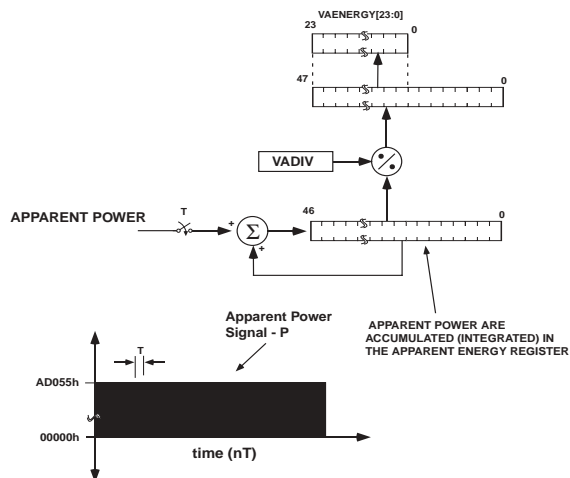 VAENERGY[23:0]
23 0
47 0
VADIV
%
APPARENT POWER
T
+
Σ
+
46 0
APPARENT POWER ARE
ACCUMULATED (INTEGRATED) IN
THE APPARENT ENERGY REGISTER
Apparent Power
Signal - P
T
AD055h
00000h
time (nT)